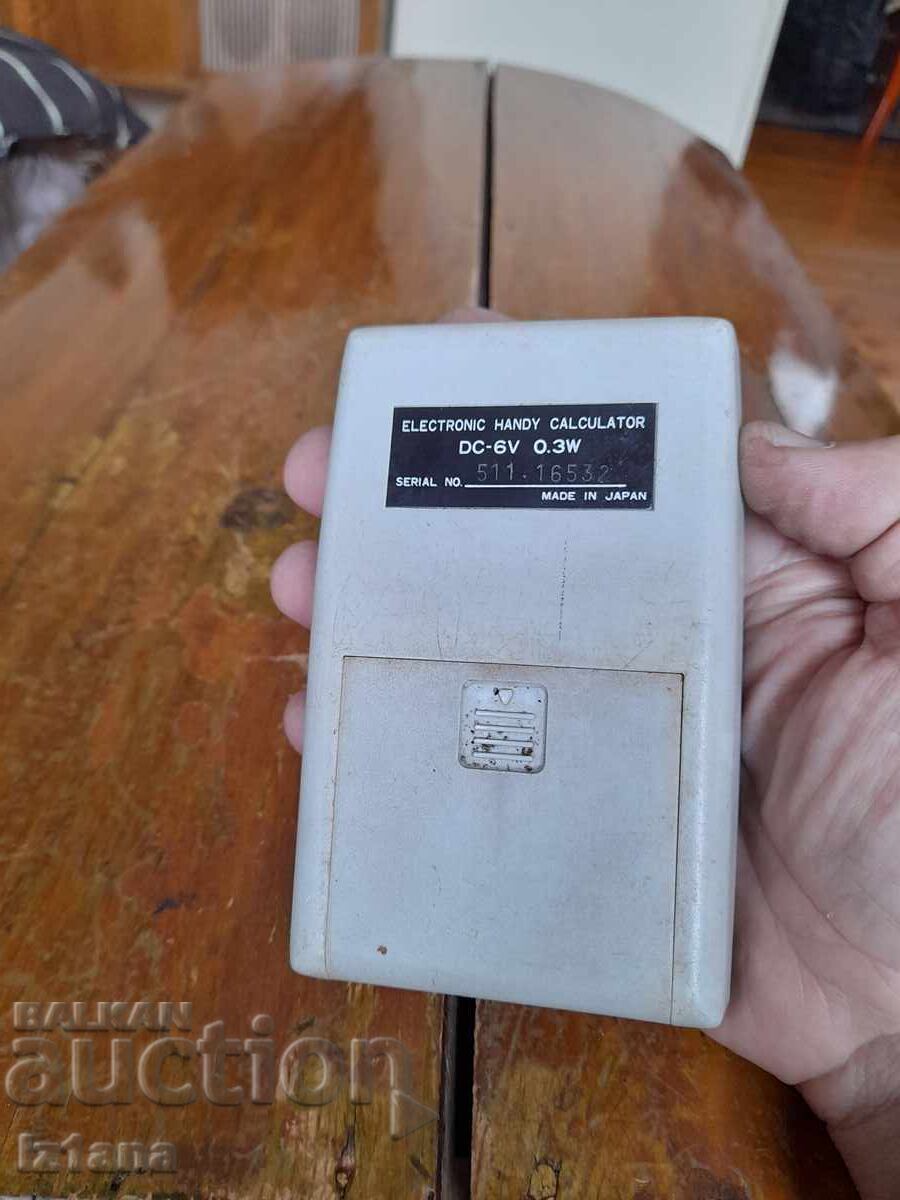 ELECTRONIC HANDY CALCULATOR
DC-6V 0.3W
SERIAL NO. 511.16532
MADE IN JAPAN
BALKAN
auction
Iz1ana